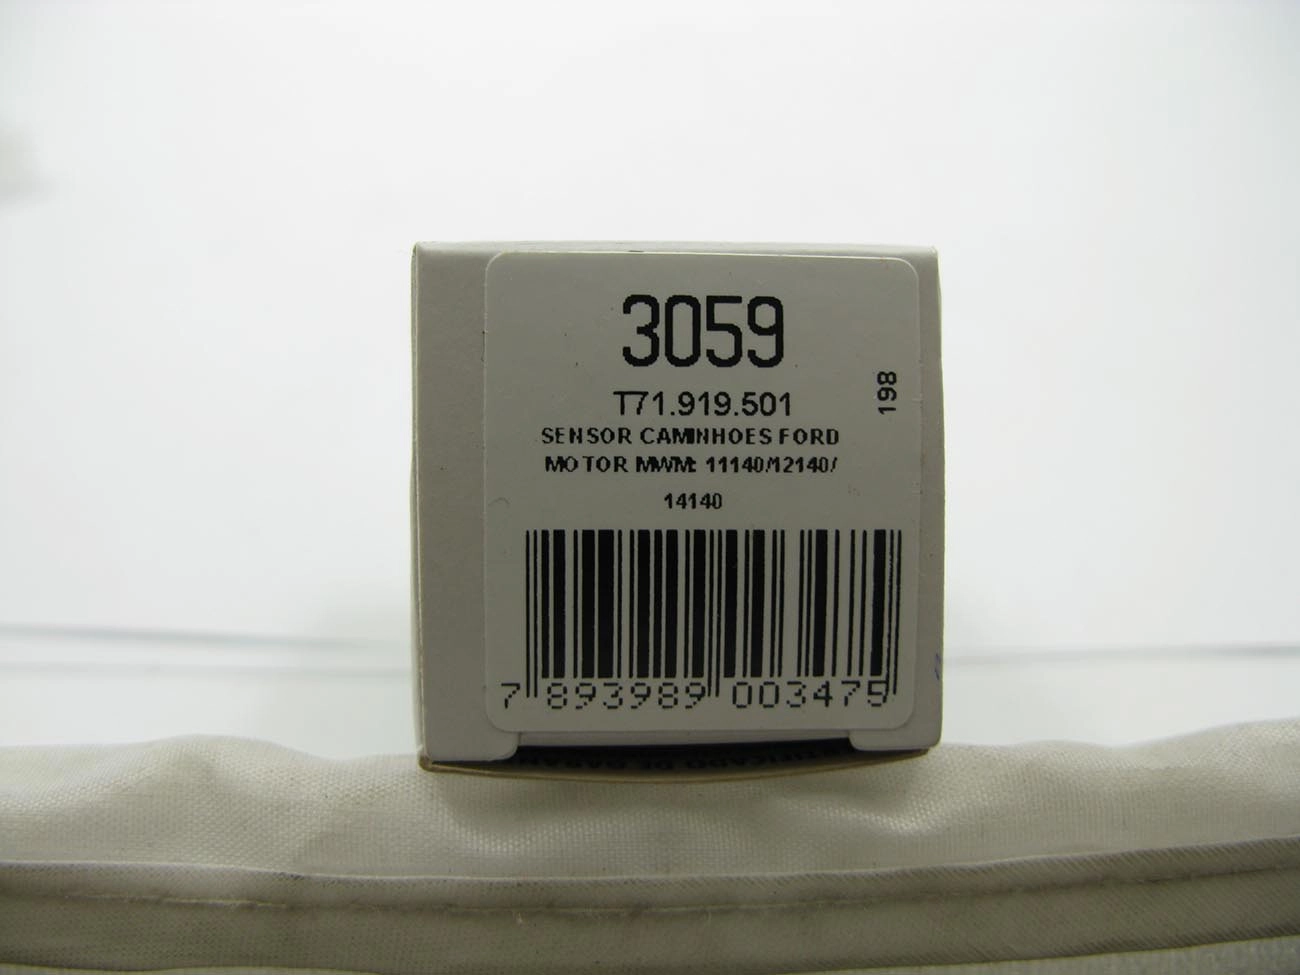 3059
198
T71.919.501
SENSOR CAMINHOES FORD
MOTOR MWM: 11140/12140/
14140
7 893989 003475